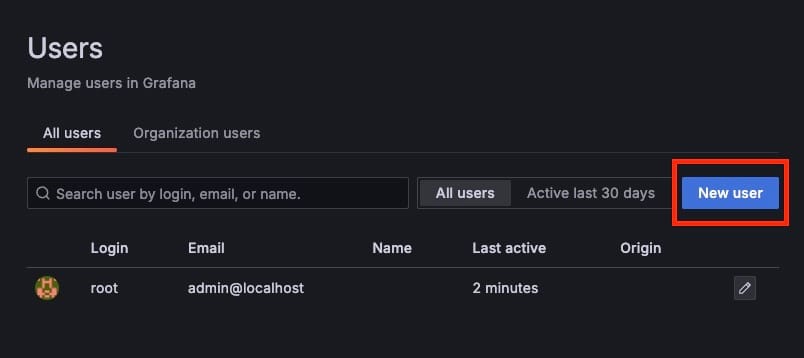 Users
Manage users in Grafana
All users Organization users
Search user by login, email, or name. All users Active last 30 days New user
Login Email Name Last active Origin
root admin@localhost 2 minutes